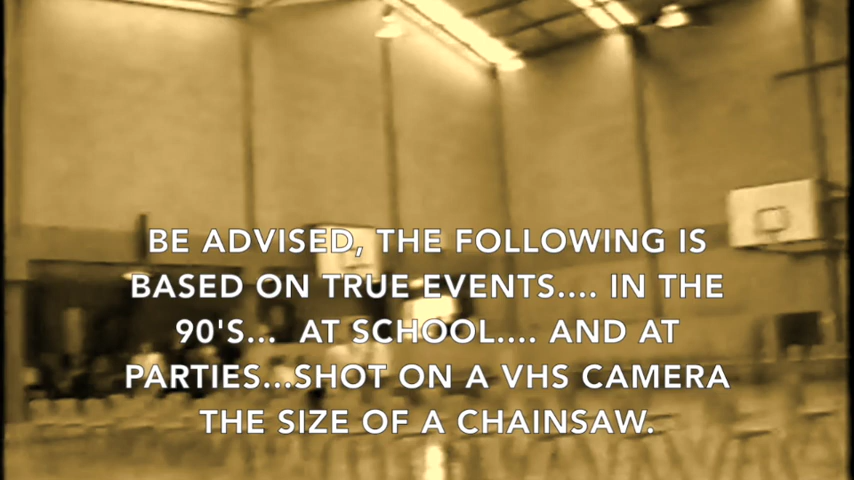 BE ADVISED, THE FOLLOWING IS
BASED ON TRUE EVENTS.... IN THE
90'S... AT SCHOOL.... AND AT
PARTIES...SHOT ON A VHS CAMERA
THE SIZE OF A CHAINSAW.